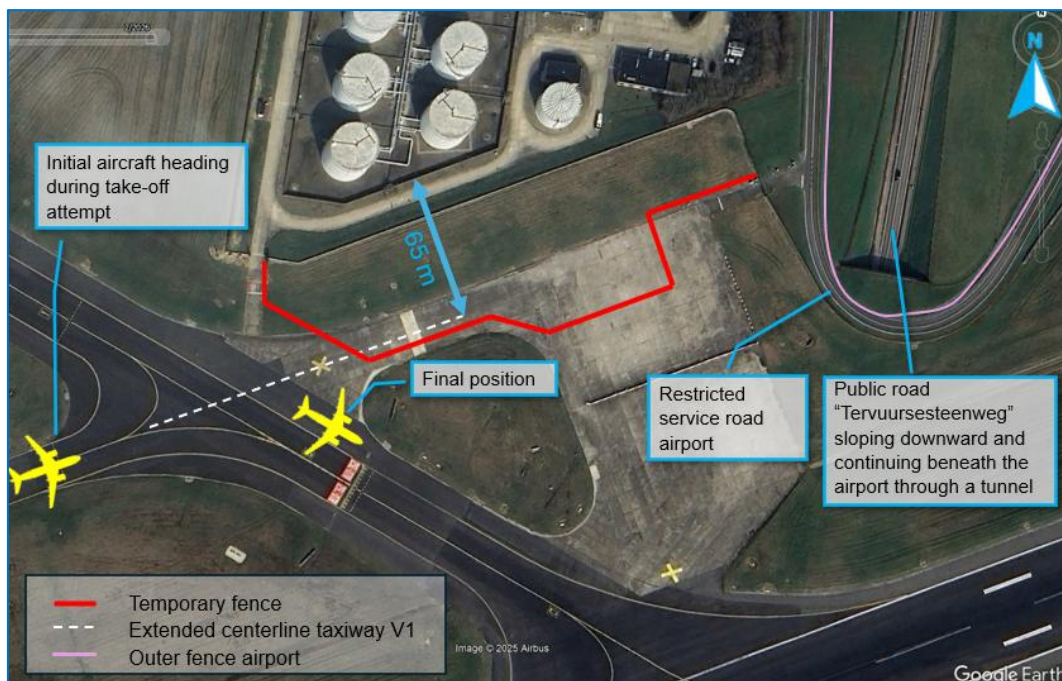 Initial aircraft heading
during take-off
attempt
N
65 m
Final position
Restricted
service road
airport
Public road
“Tervuursesteenweg”
sloping downward and
continuing beneath the
airport through a tunnel
Temporary fence
Extended centerline taxiway V1
Outer fence airport
Image © 2025 Airbus
Google Earth